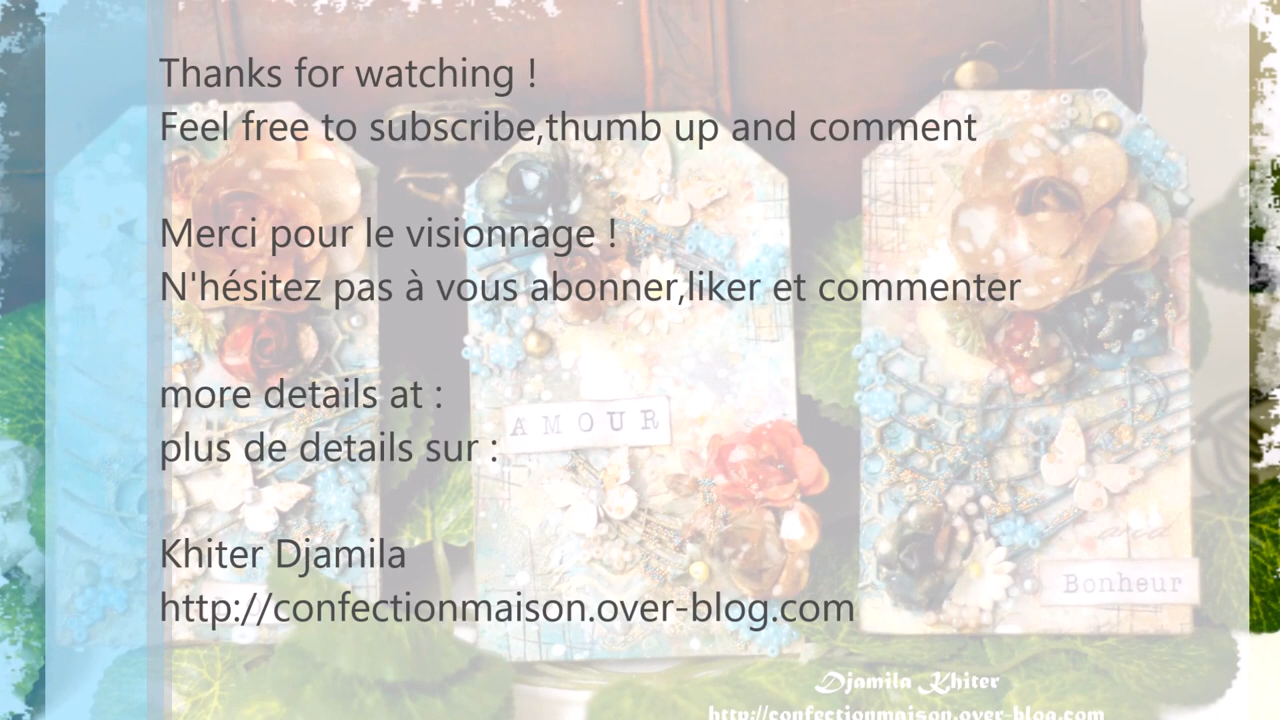 Thanks for watching !
Feel free to subscribe,thumb up and comment
Merci pour le visionnage !
N'hésitez pas à vous abonner,liker et commenter
more details at :
plus de details sur :
Khiter Djamila
http://confectionmaison.over-blog.com
AMOUR
Bonheur
Djamila Khiter
http://confectionmaison.over-blog.com